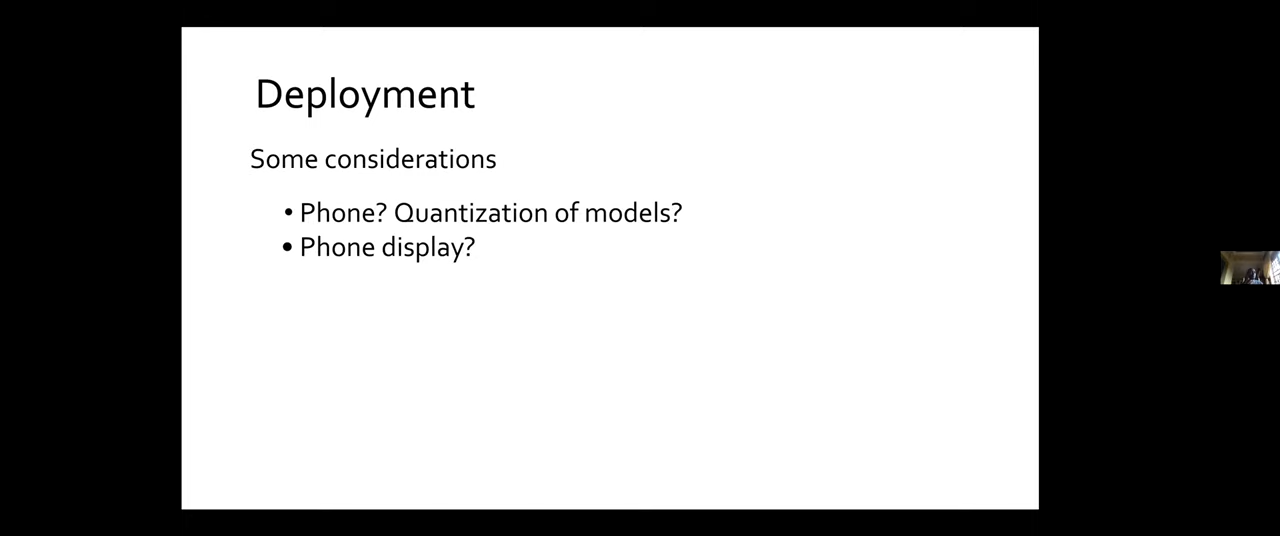 Deployment
Some considerations
• Phone? Quantization of models?
• Phone display?